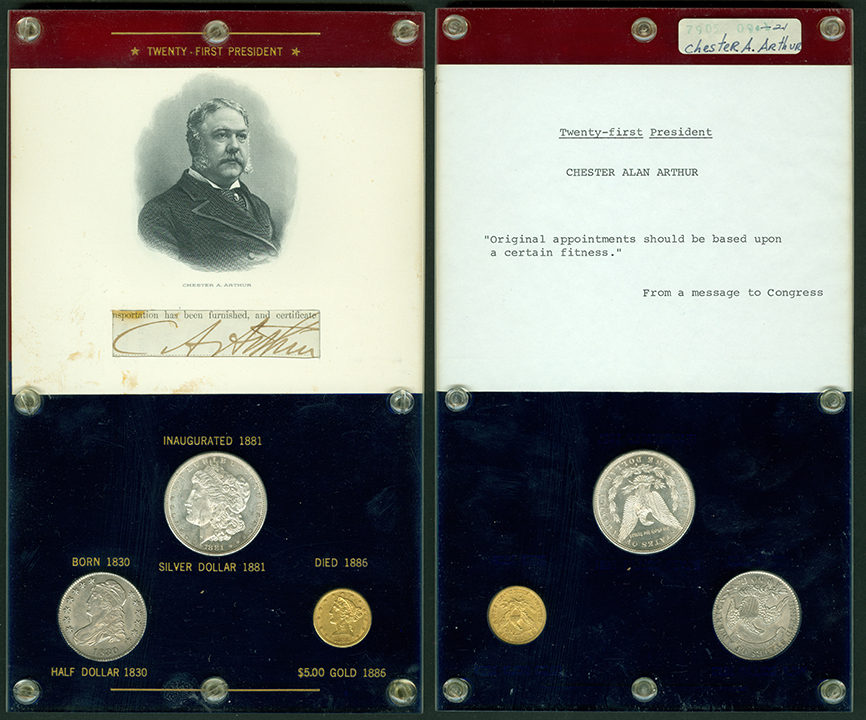 ★ TWENTY-FIRST PRESIDENT ★
CHESTER A. ARTHUR
nsportation has been furnished, and certificate
C A Arthur
INAUGURATED 1881
1881
SILVER DOLLAR 1881
BORN 1830
1830
HALF DOLLAR 1830
DIED 1886
$5.00 GOLD 1886
Chester A. Arthur
Twenty-first President
CHESTER ALAN ARTHUR
"Original appointments should be based upon
a certain fitness."
From a message to Congress